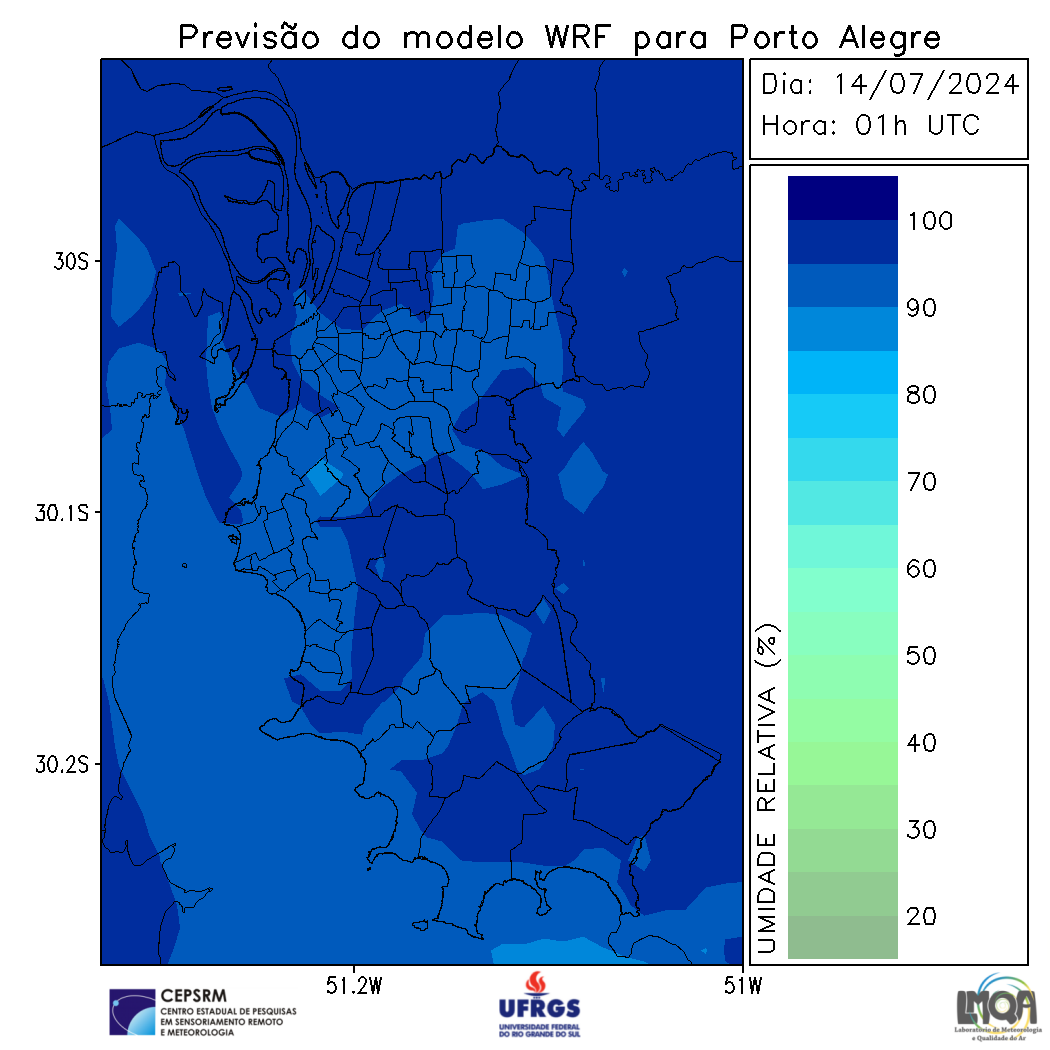 Previsão do modelo WRF para Porto Alegre
Dia: 14/07/2024
Hora: 01h UTC
100
90
80
70
60
50
40
30
20
UMIDADE RELATIVA (%)
30S
30.1S
30.2S
51.2W
51W
CEPSRM
CENTRO ESTADUAL DE PESQUISAS
EM SENSORIAMENTO REMOTO
E METEOROLOGIA
UFRGS
UNIVERSIDADE FEDERAL
DO RIO GRANDE DO SUL
LMQA
Laboratório de Meteorologia
e Qualidade do Ar